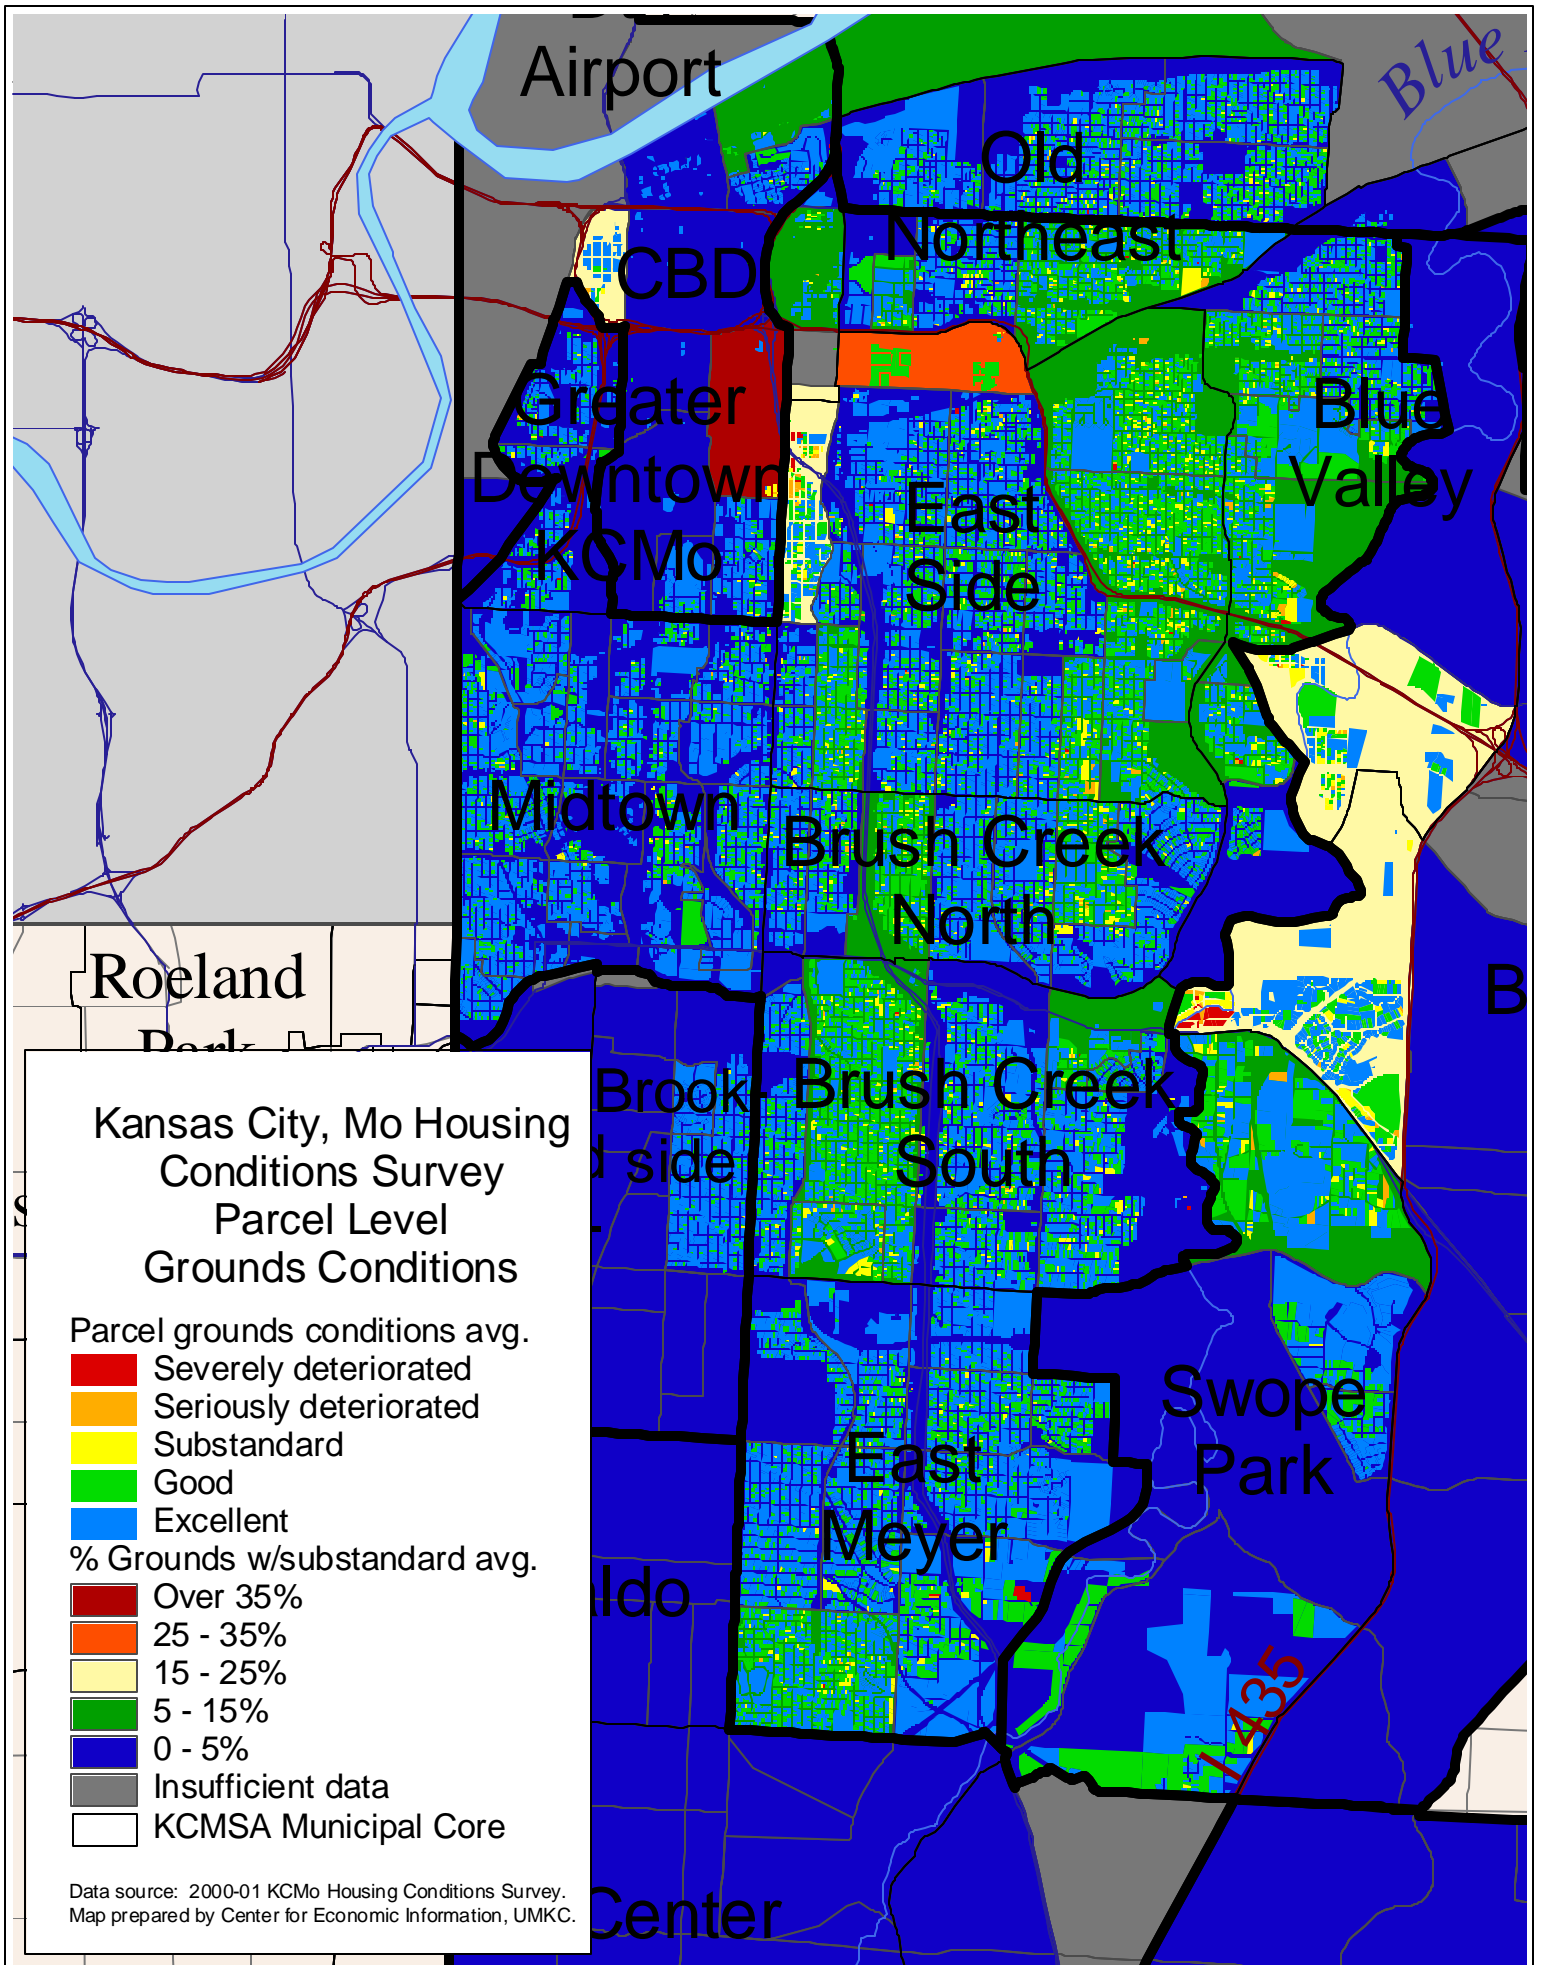 Airport
Blue
Old
Northeast
CBD
Greater
Downtown
KCMo
Blue
Valley
East
Side
Midtown
Brush Creek
North
Roeland
Park
B
Brook-
side
Brush Creek
South
Swope
Park
East
Meyer
aldo
I 435
Center
Kansas City, Mo Housing
Conditions Survey
Parcel Level
Grounds Conditions
Parcel grounds conditions avg.
Severely deteriorated
Seriously deteriorated
Substandard
Good
Excellent
% Grounds w/substandard avg.
Over 35%
25 - 35%
15 - 25%
5 - 15%
0 - 5%
Insufficient data
KCMSA Municipal Core
Data source: 2000-01 KCMo Housing Conditions Survey.
Map prepared by Center for Economic Information, UMKC.